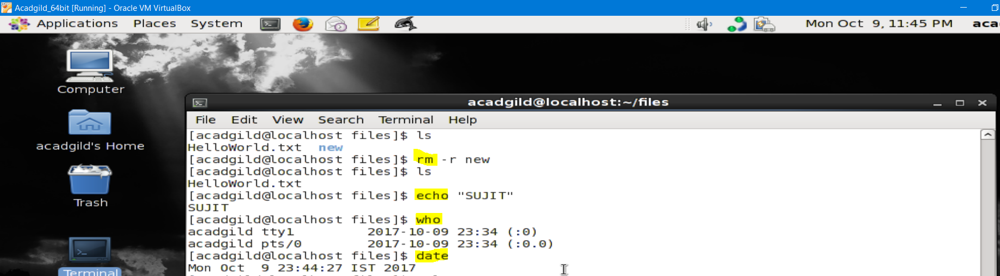 Acadgild_64bit [Running] - Oracle VM VirtualBox
Applications Places System Mon Oct 9, 11:45 PM aca
Computer
acadgild's Home
Trash
Terminal
acadgild@localhost:~/files
File Edit View Search Terminal Help
[acadgild@localhost files]$ ls
HelloWorld.txt new
[acadgild@localhost files]$ rm -r new
[acadgild@localhost files]$ ls
HelloWorld.txt
[acadgild@localhost files]$ echo "SUJIT"
SUJIT
[acadgild@localhost files]$ who
acadgild tty1 2017-10-09 23:34 (:0)
acadgild pts/0 2017-10-09 23:34 (:0.0)
[acadgild@localhost files]$ date
Mon Oct 9 23:44:27 IST 2017